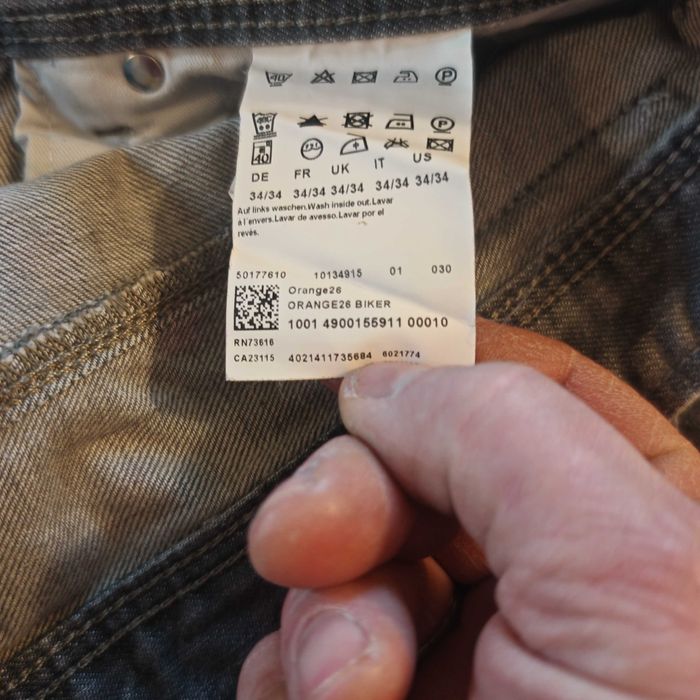 DE FR UK IT US
34/34 34/34 34/34 34/34 34/34
Auf links waschen.Wash inside out.Lavar
à l'envers.Lavar de avesso.Lavar por el
revés.
50177610 10134915 01 030
Orange26
ORANGE26 BIKER
1001 4900155911 00010
RN73616
CA23115 4021411735684 6021774